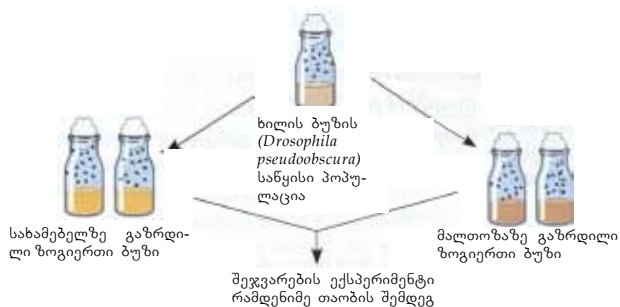 ხილის ბუზის
(Drosophila
pseudoobscura)
საწყისი პოპუ-
ლაცია
სახამებელზე გაზრდი-
ლი ზოგიერთი ბუზი
მალთოზაზე გაზრდილი
ზოგიერთი ბუზი
შეჯვარების ექსპერიმენტი
რამდენიმე თაობის შემდეგ